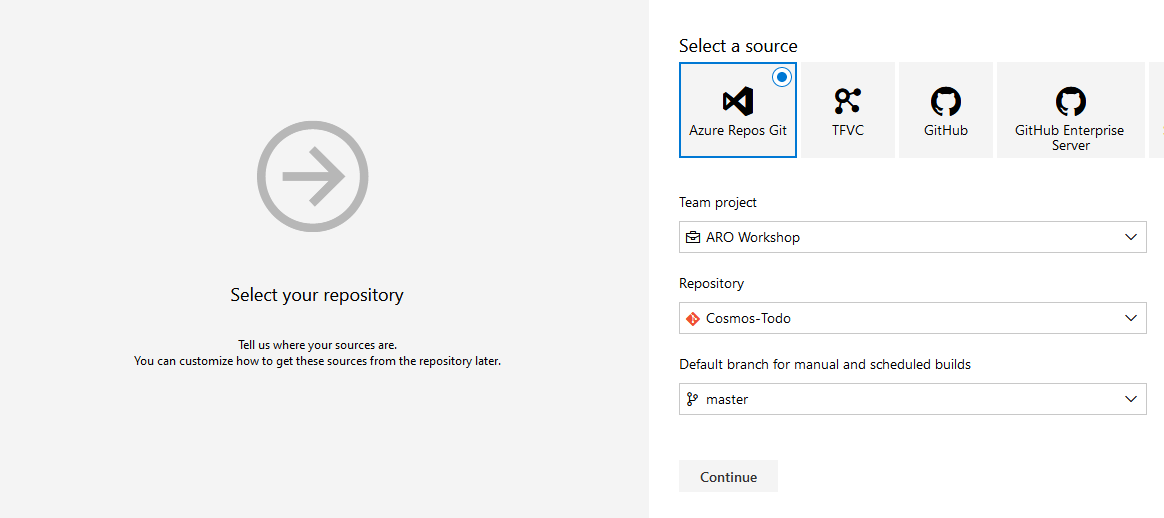 Select your repository
Tell us where your sources are.
You can customize how to get these sources from the repository later.
Select a source
Azure Repos Git
TFVC
GitHub
GitHub Enterprise
Server
Team project
ARO Workshop
Repository
Cosmos-Todo
Default branch for manual and scheduled builds
master
Continue